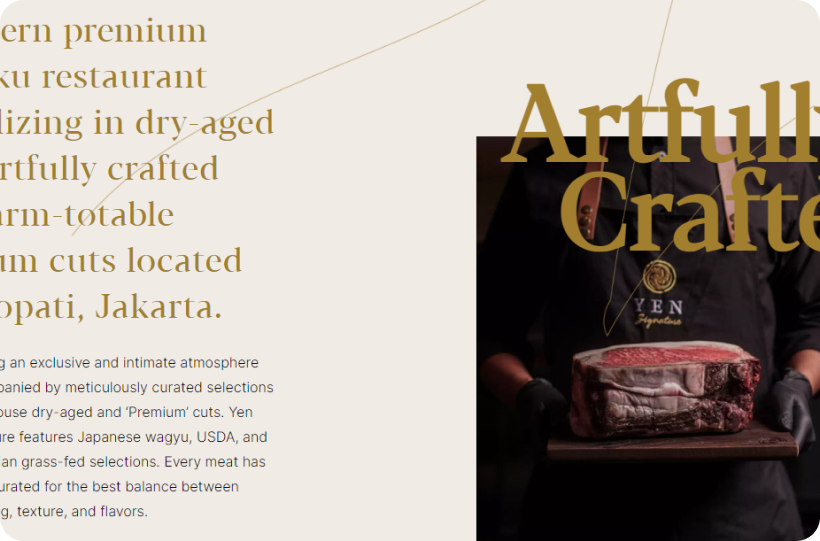 ern premium
ku restaurant
lizing in dry-aged
rtfully crafted
arm-totable
um cuts located
opati, Jakarta.
g an exclusive and intimate atmosphere
panied by meticulously curated selections
ouse dry-aged and ‘Premium’ cuts. Yen
ure features Japanese wagyu, USDA, and
an grass-fed selections. Every meat has
urated for the best balance between
g, texture, and flavors.
Artfully
Crafte
YEN
Signature